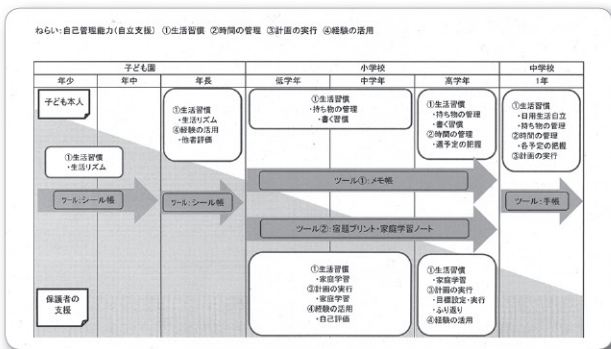 ねらい：自己管理能力（自立支援） ①生活習慣 ②時間の管理 ③計画の実行 ④経験の活用
子ども園
小学校
中学校
年少
年中
年長
低学年
中学年
高学年
1年
子ども本人
①生活習慣
・生活リズム
④経験の活用
・他者評価
①生活習慣
・持ち物の管理
・書く習慣
①生活習慣
・持ち物の管理
・書く習慣
②時間の管理
・週予定の把握
①生活習慣
・日用生活自立
・持ち物の管理
②時間の管理
・各予定の把握
③計画の実行
①生活習慣
・生活リズム
ツール：シール帳
ツール：シール帳
ツール①：メモ帳
ツール：手帳
ツール②：宿題プリント・家庭学習ノート
保護者の
支援
①生活習慣
・家庭学習
③計画の実行
・家庭学習
④経験の活用
・自己評価
①生活習慣
・家庭学習
③計画の実行
・目標設定・実行
・ふり返り
④経験の活用